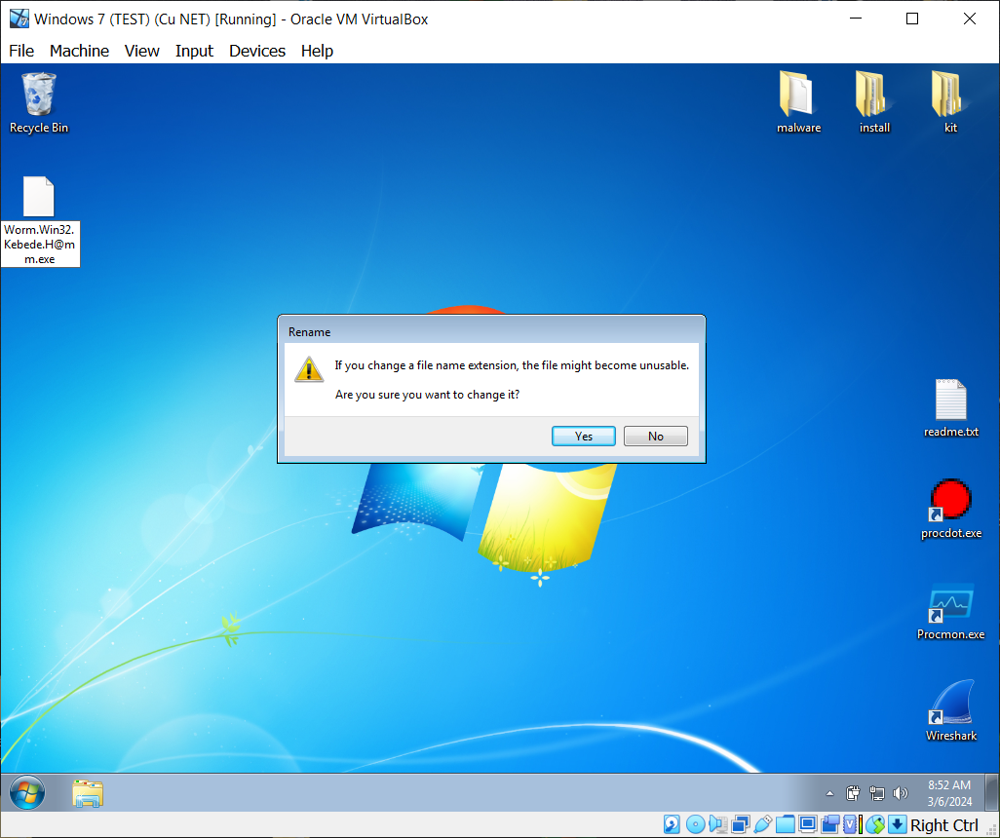 Windows 7 (TEST) (Cu NET) [Running] - Oracle VM VirtualBox
File Machine View Input Devices Help
Recycle Bin
malware
install
kit
Worm.Win32.
Kebede.H@m
m.exe
Rename
If you change a file name extension, the file might become unusable.
Are you sure you want to change it?
Yes
No
readme.txt
procdot.exe
Procmon.exe
Wireshark
8:52 AM
3/6/2024
Right Ctrl